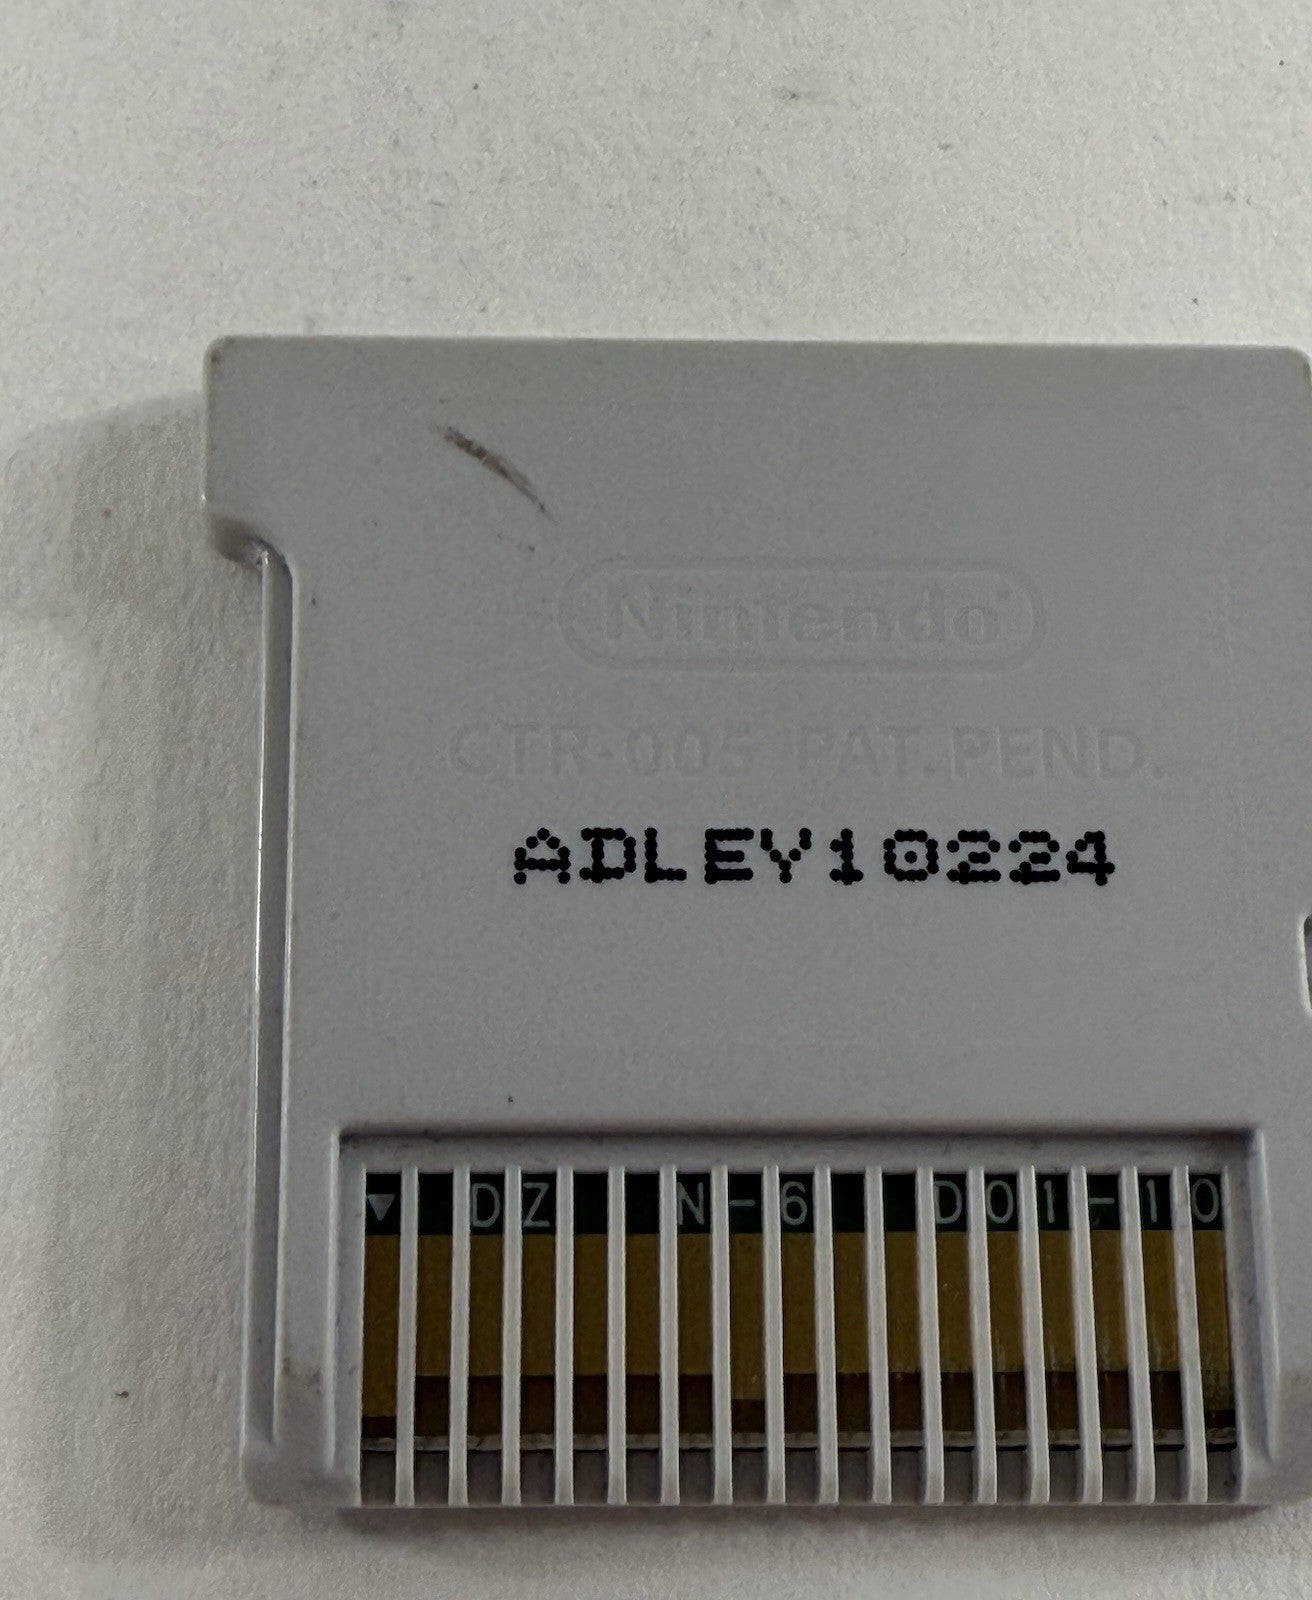 Nintendo
CTR-005 PAT.PEND.
ADLEY10224
DZ N-6 D01-10